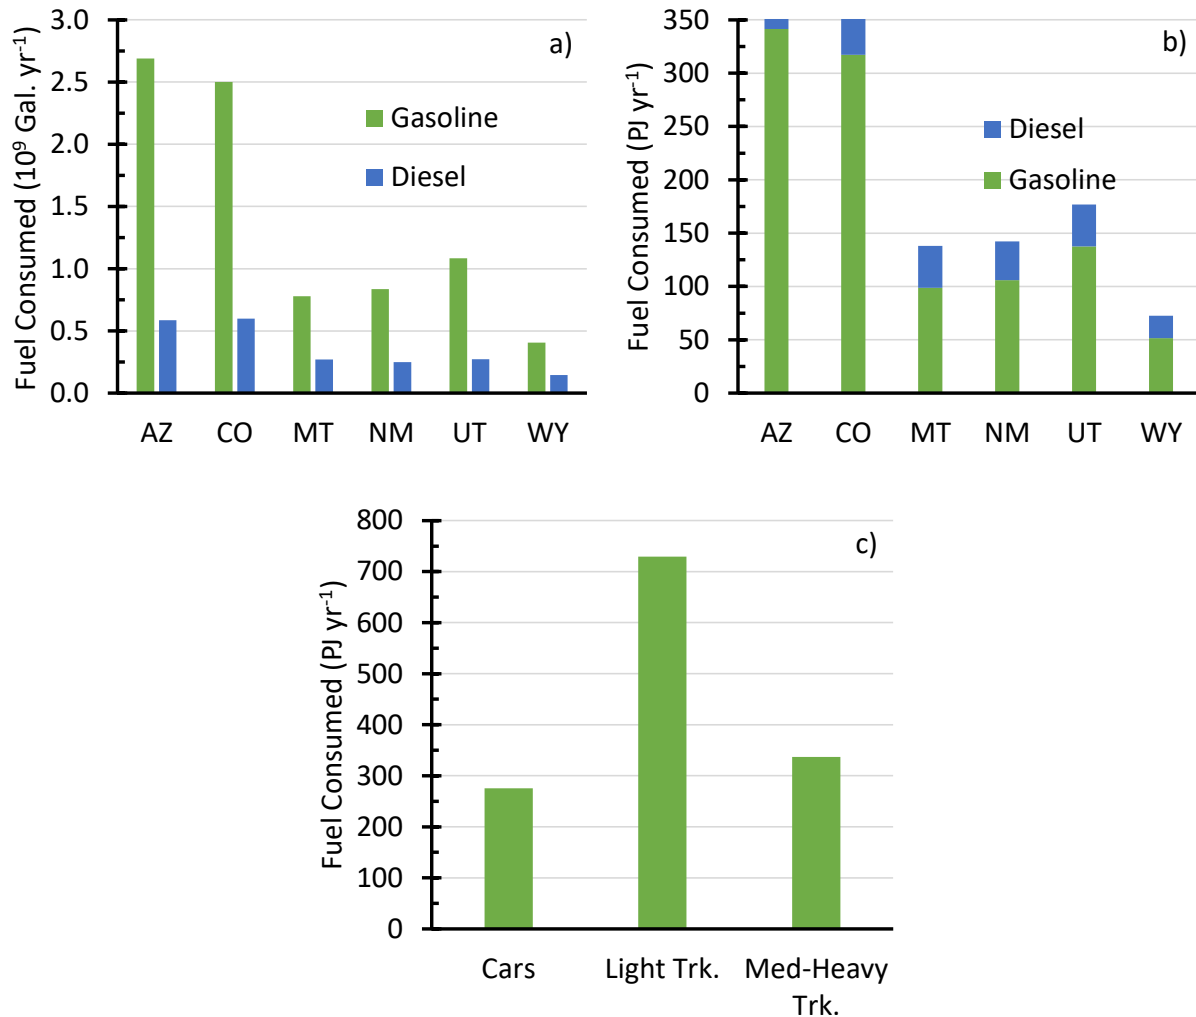 a)
Fuel Consumed (10⁹ Gal. yr⁻¹)
3.0
2.5
2.0
1.5
1.0
0.5
0.0
Gasoline
Diesel
AZ CO MT NM UT WY
b)
Fuel Consumed (PJ yr⁻¹)
350
300
250
200
150
100
50
0
Diesel
Gasoline
AZ CO MT NM UT WY
c)
Fuel Consumed (PJ yr⁻¹)
800
700
600
500
400
300
200
100
0
Cars Light Trk. Med-Heavy
Trk.